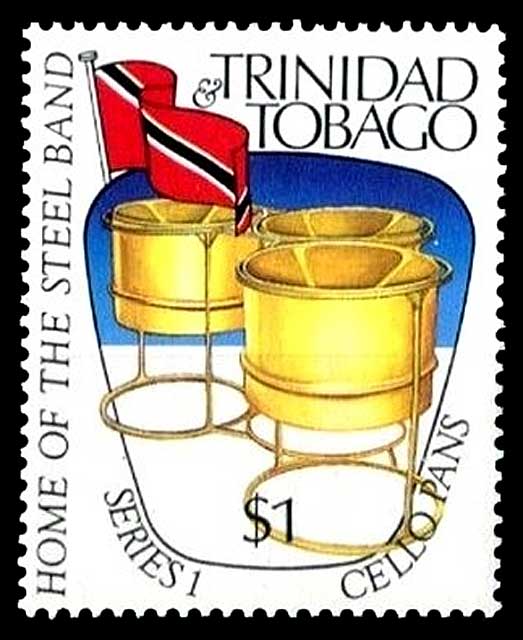 HOME OF THE STEEL BAND
TRINIDAD
& TOBAGO
SERIES 1
$1
CELLO PANS